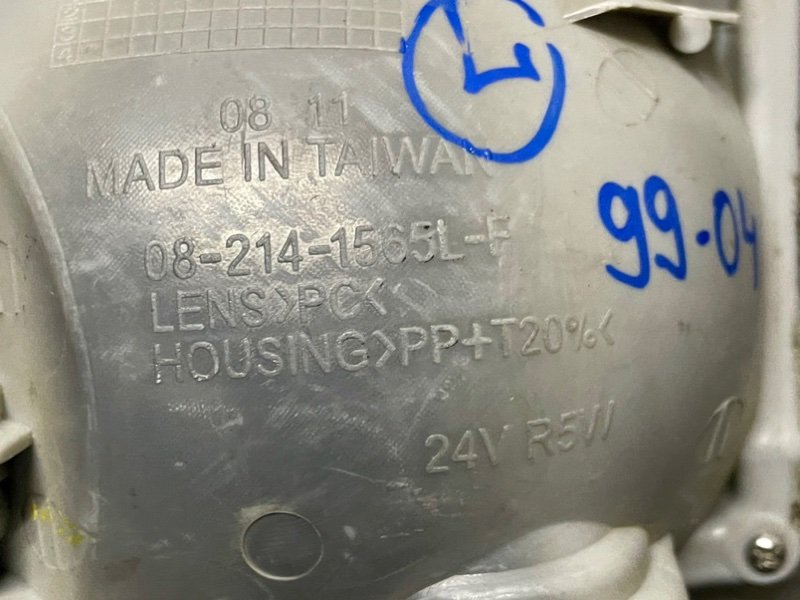 08 11
MADE IN TAIWAN
08-214-1565L-F
99-04
LENS>PC<
HOUSING>PP+T20%<
24V R5W